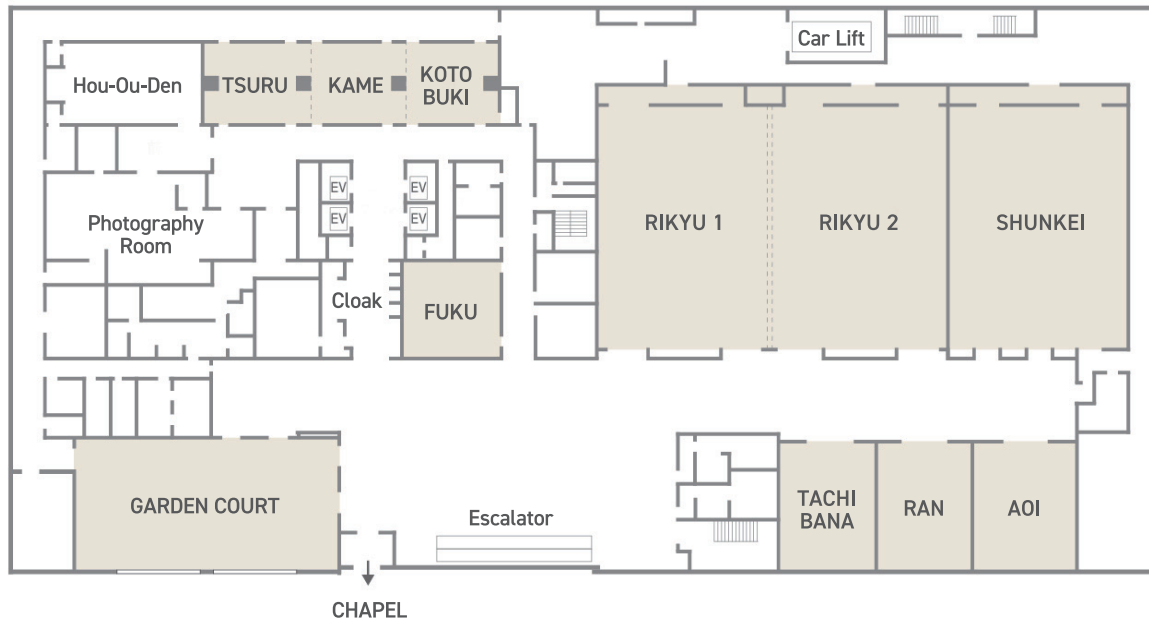 Car Lift
Hou-Ou-Den
TSURU
KAME
KOTO
BUKI
EV
EV
EV
EV
Photography
Room
RIKYU 1
RIKYU 2
SHUNKEI
Cloak
FUKU
GARDEN COURT
Escalator
TACHI
BANA
RAN
AOI
CHAPEL